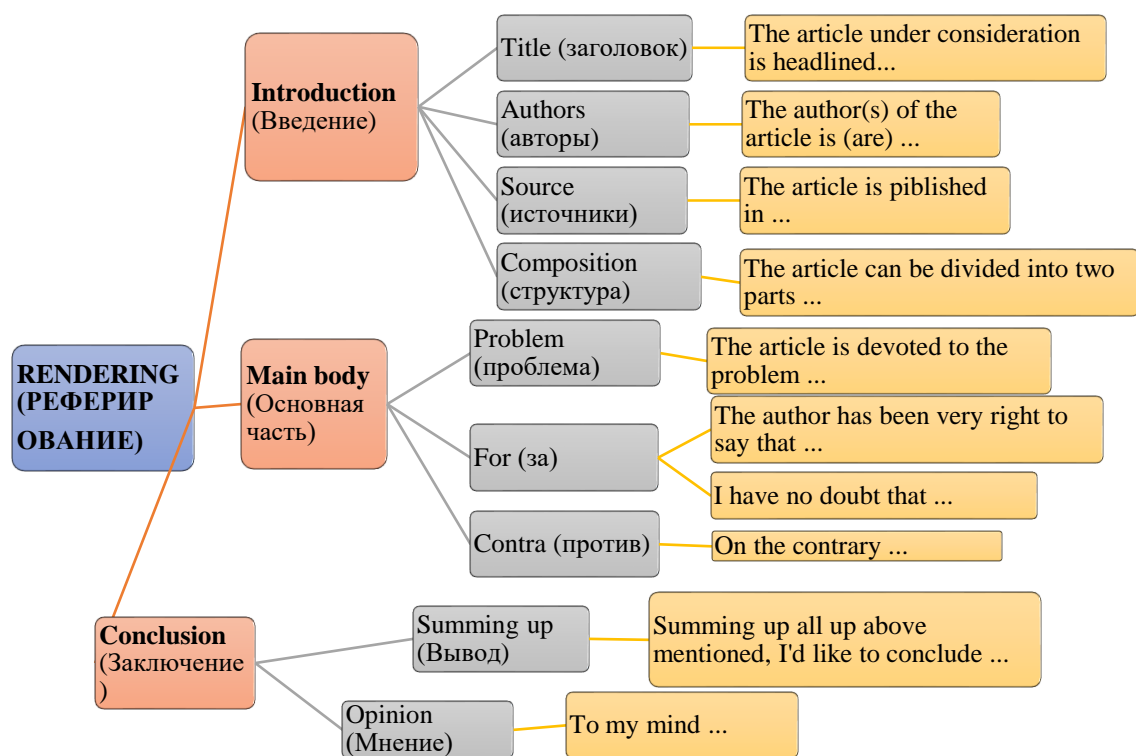 RENDERING
(РЕФЕРИР
ОВАНИЕ)
Introduction
(Введение)
Title (заголовок)
The article under consideration
is headlined...
Authors
(авторы)
The author(s) of the
article is (are) ...
Source
(источники)
The article is piblished
in ...
Composition
(структура)
The article can be divided into two
parts ...
Main body
(Основная
часть)
Problem
(проблема)
The article is devoted to the
problem ...
For (за)
The author has been very right to
say that ...
I have no doubt that ...
Contra (против)
On the contrary ...
Conclusion
(Заключение
)
Summing up
(Вывод)
Summing up all up above
mentioned, I'd like to conclude ...
Opinion
(Мнение)
To my mind ...